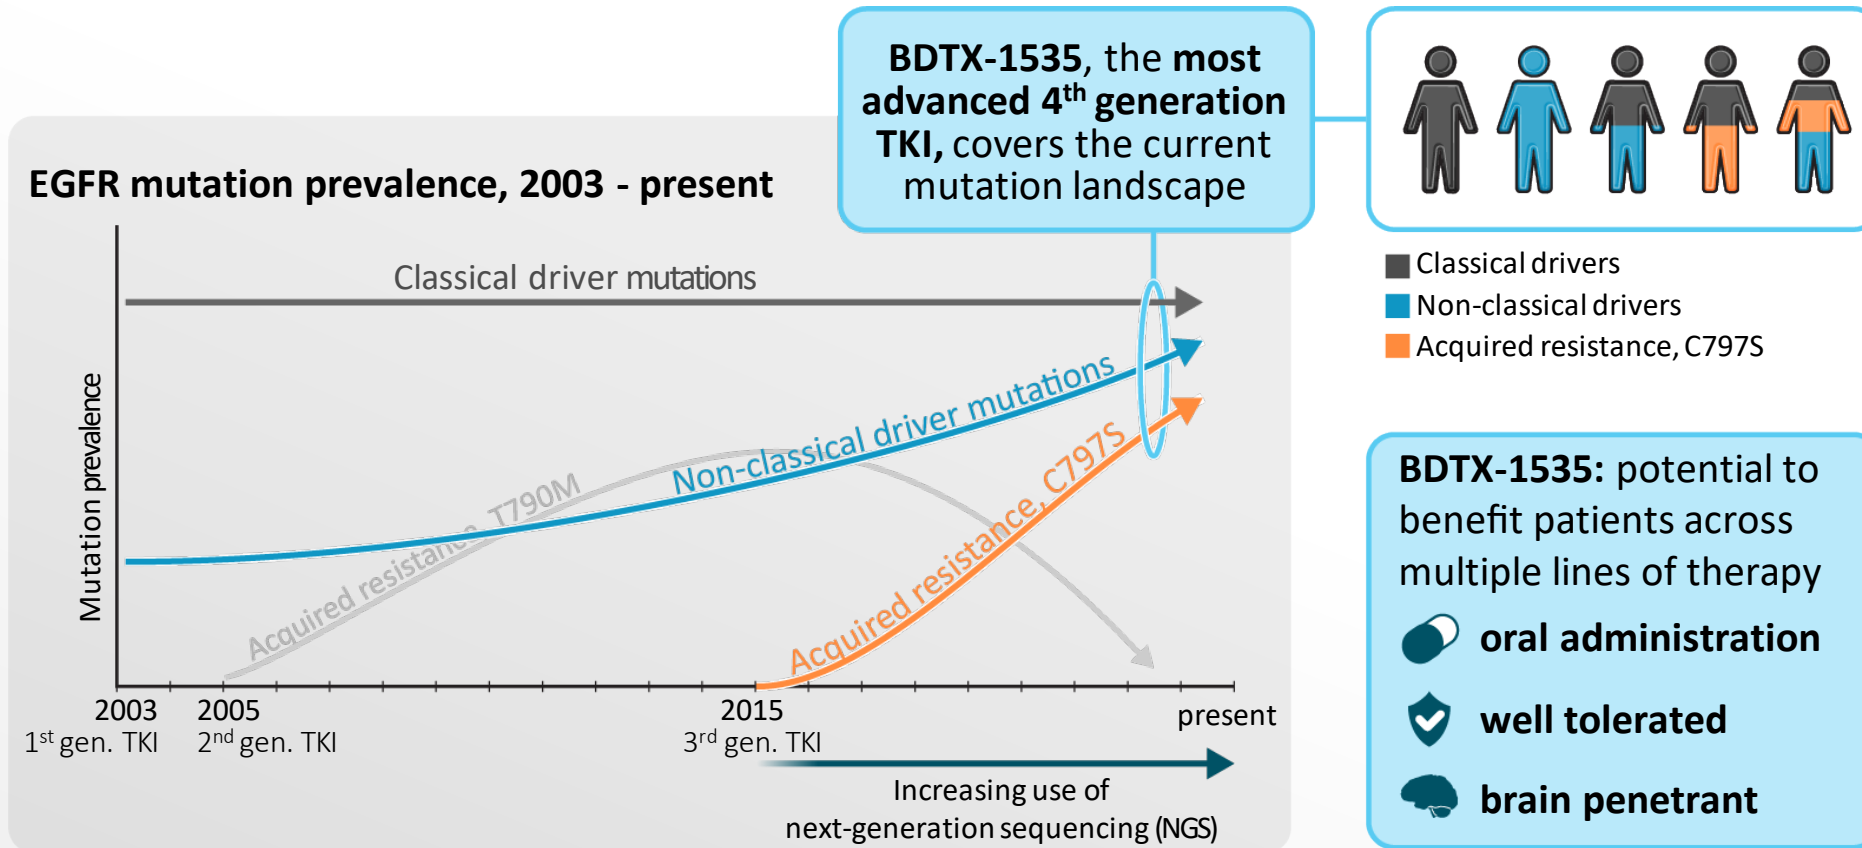 BDTX-1535, the most
advanced 4th generation
TKI, covers the current
mutation landscape
EGFR mutation prevalence, 2003 - present
Classical driver mutations
Non-classical driver mutations
Acquired resistance, T790M
Acquired resistance, C797S
Mutation prevalence
2003
1st gen. TKI
2005
2nd gen. TKI
2015
3rd gen. TKI
present
Increasing use of
next-generation sequencing (NGS)
Classical drivers
Non-classical drivers
Acquired resistance, C797S
BDTX-1535: potential to
benefit patients across
multiple lines of therapy
oral administration
well tolerated
brain penetrant